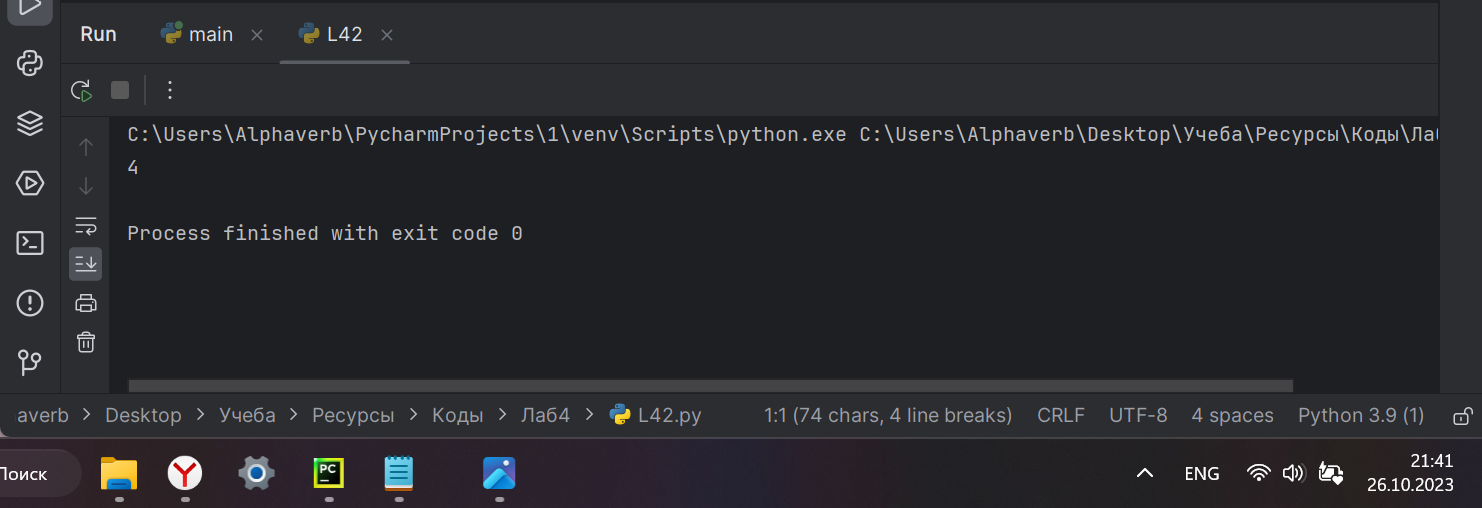 Run main L42
C:\Users\Alphaverb\PycharmProjects\1\venv\Scripts\python.exe C:\Users\Alphaverb\Desktop\Учеба\Ресурсы\Коды\Лаб4
4
Process finished with exit code 0
averb > Desktop > Учеба > Ресурсы > Коды > Лаб4 > L42.py 1:1 (74 chars, 4 line breaks) CRLF UTF-8 4 spaces Python 3.9 (1)
Поиск PC ENG 21:41
26.10.2023